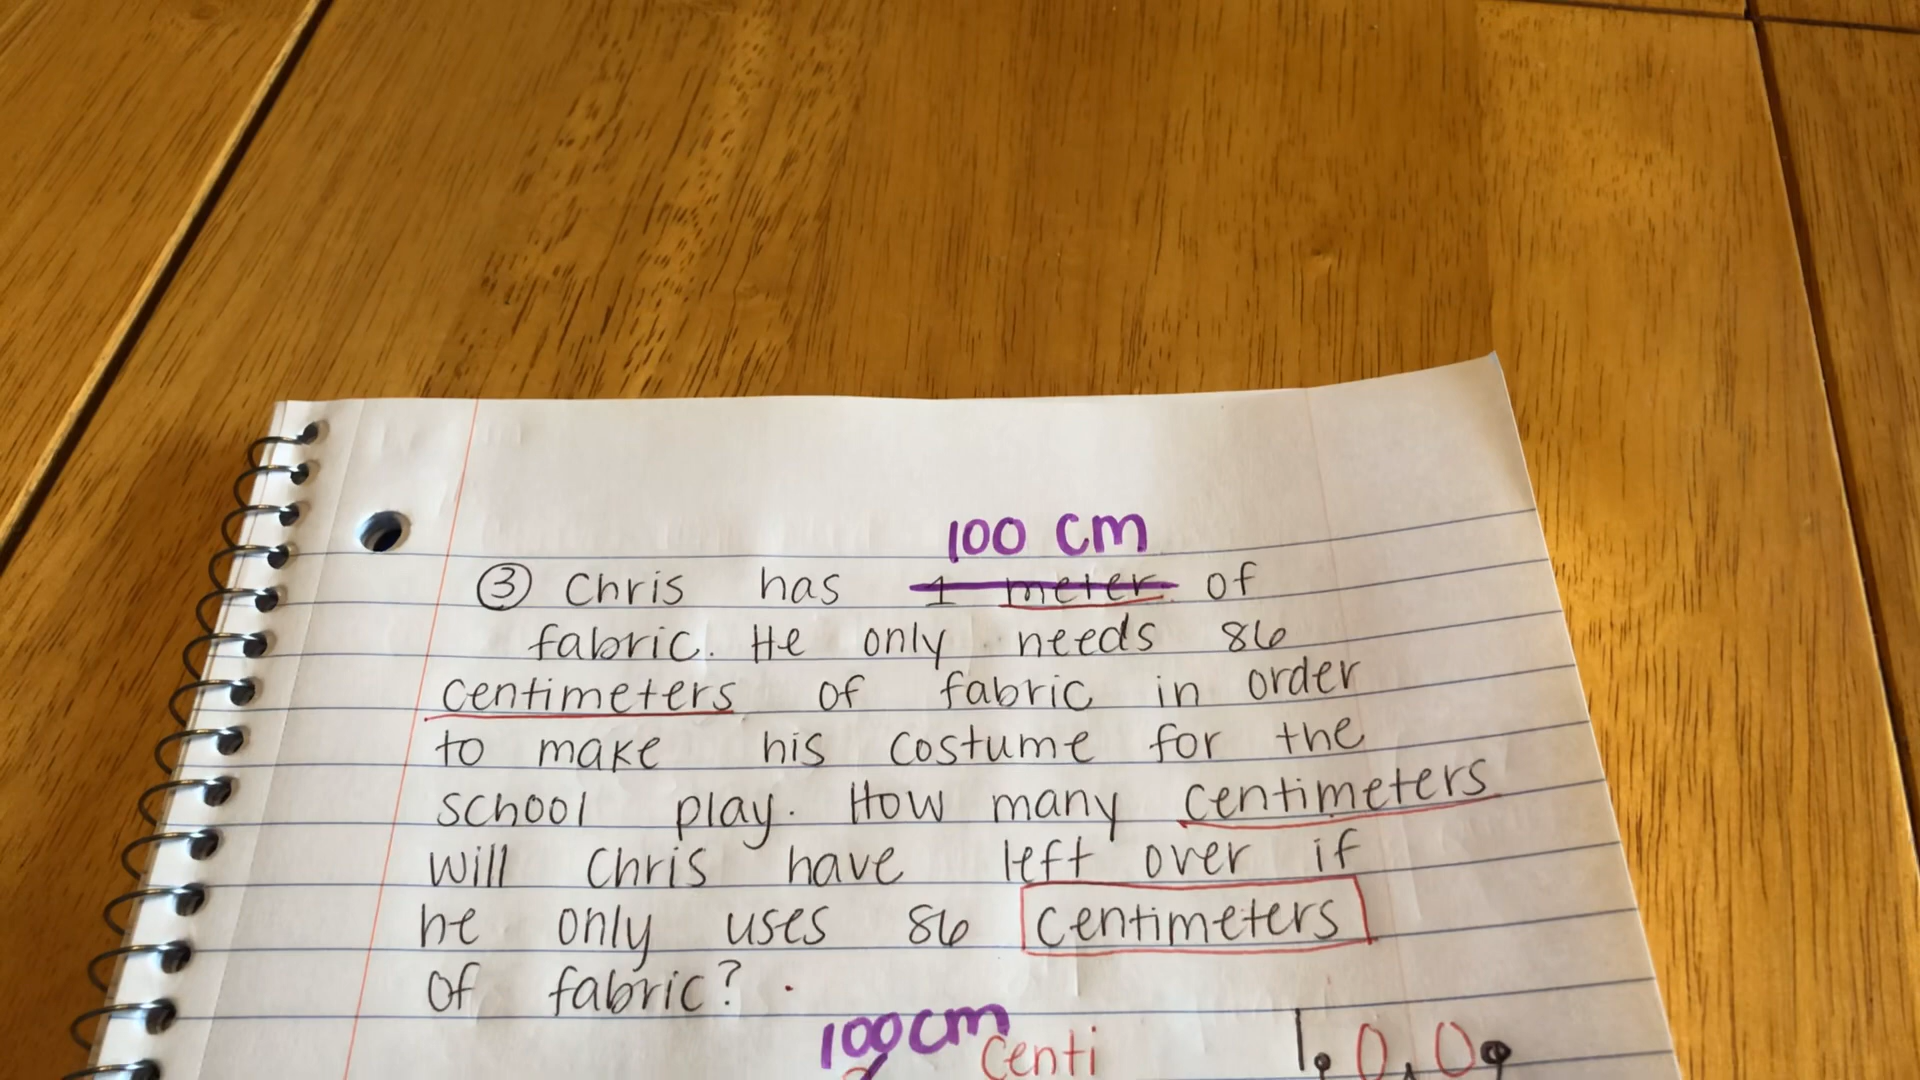 100 cm
③ Chris has 1 meter of
fabric. He only needs 86
centimeters of fabric in order
to make his costume for the
school play. How many centimeters
will Chris have left over if
he only uses 86 centimeters
of fabric?
100cm
centi
1.0.0.